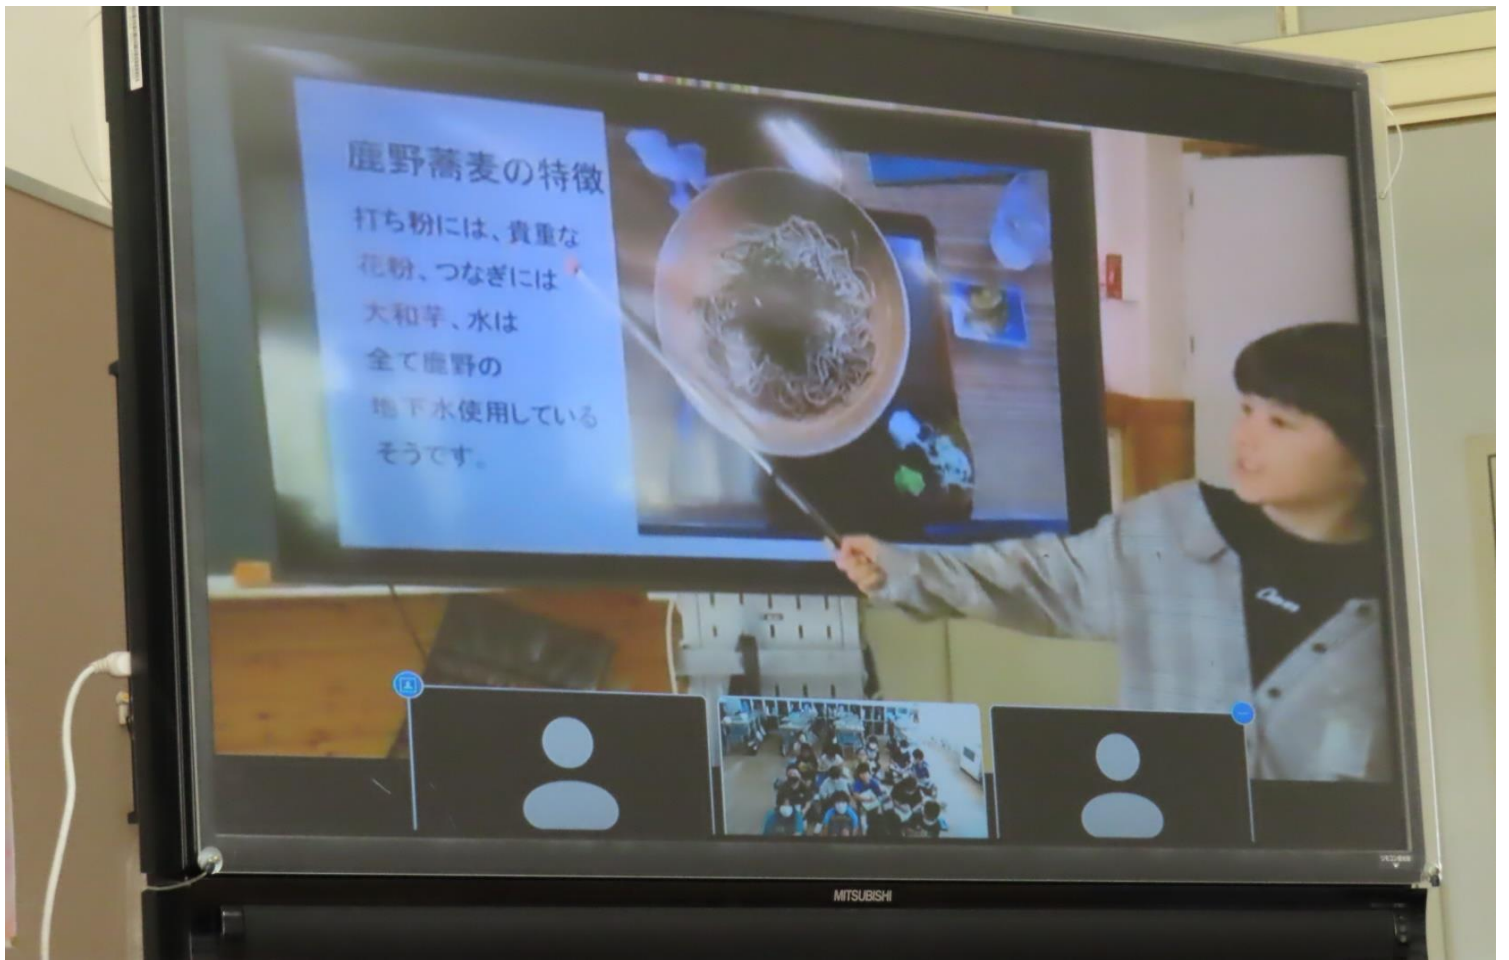 鹿野蕎麦の特徴
打ち粉には、貴重な
花粉、つなぎには
大和芋、水は
全て鹿野の
地下水使用している
そうです。
MITSUBISHI